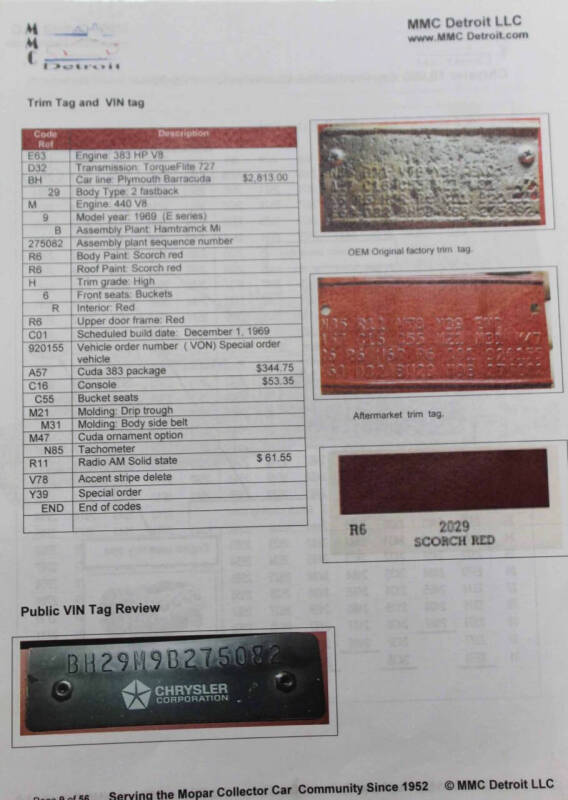 M
M
C
Detroit
MMC Detroit LLC
www.MMC Detroit.com
Trim Tag and VIN tag
Code Ref Description
E63 Engine: 383 HP V8
D32 Transmission: TorqueFlite 727
BH Car line: Plymouth Barracuda $2,813.00
29 Body Type: 2 fastback
M Engine: 440 V8
9 Model year: 1969 (E series)
B Assembly Plant: Hamtramck Mi
275082 Assembly plant sequence number
R6 Body Paint: Scorch red
R6 Roof Paint: Scorch red
H Trim grade: High
6 Front seats: Buckets
R Interior: Red
R6 Upper door frame: Red
C01 Scheduled build date: December 1, 1969
920155 Vehicle order number ( VON) Special order
vehicle
A57 Cuda 383 package $344.75
C16 Console $53.35
C55 Bucket seats
M21 Molding: Drip trough
M31 Molding: Body side belt
M47 Cuda ornament option
N85 Tachometer
R11 Radio AM Solid state $ 61.55
V78 Accent stripe delete
Y39 Special order
END End of codes
OEM Original factory trim tag.
Aftermarket trim tag.
R6 2029
SCORCH RED
Public VIN Tag Review
BH29M9B275082
CHRYSLER
CORPORATION
Page 9 of 56 Serving the Mopar Collector Car Community Since 1952 © MMC Detroit LLC